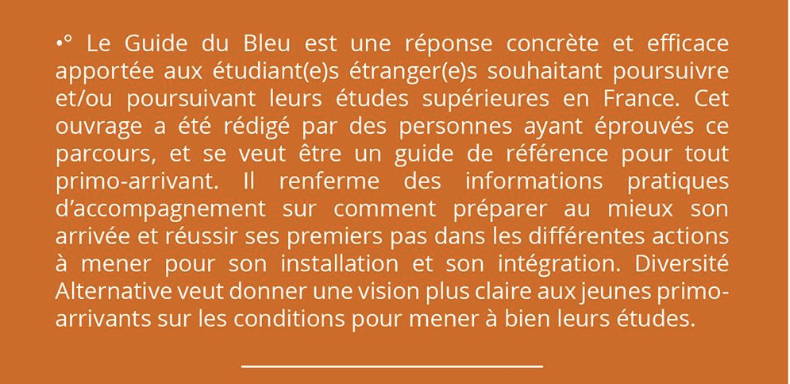 •° Le Guide du Bleu est une réponse concrète et efficace
apportée aux étudiant(e)s étranger(e)s souhaitant poursuivre
et/ou poursuivant leurs études supérieures en France. Cet
ouvrage a été rédigé par des personnes ayant éprouvés ce
parcours, et se veut être un guide de référence pour tout
primo-arrivant. Il renferme des informations pratiques
d’accompagnement sur comment préparer au mieux son
arrivée et réussir ses premiers pas dans les différentes actions
à mener pour son installation et son intégration. Diversité
Alternative veut donner une vision plus claire aux jeunes primo-
arrivants sur les conditions pour mener à bien leurs études.